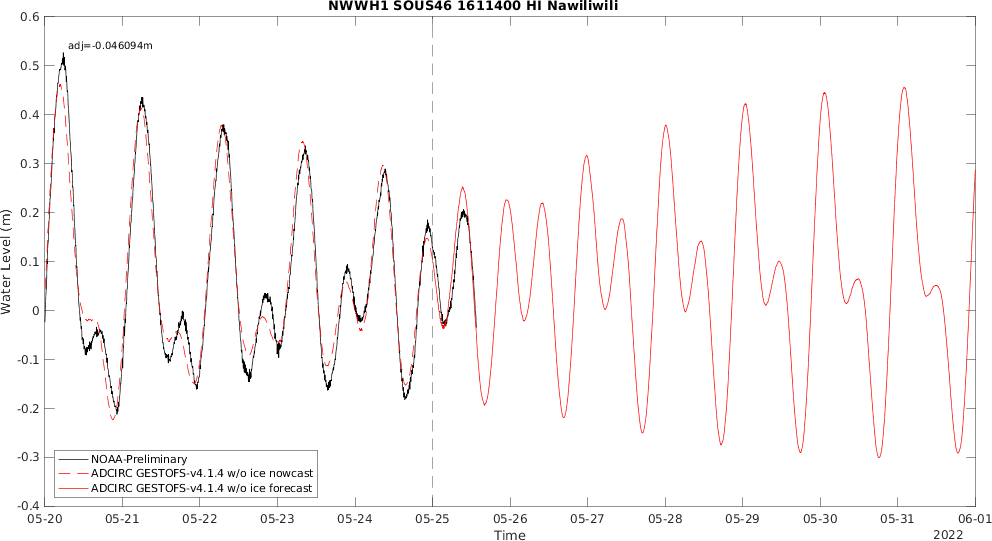 NWWH1 SOUS46 1611400 HI Nawiliwili
adj=-0.046094m
0.6
0.5
0.4
0.3
0.2
0.1
0
-0.1
-0.2
-0.3
-0.4
Water Level (m)
NOAA-Preliminary
ADCIRC GESTOFS-v4.1.4 w/o ice nowcast
ADCIRC GESTOFS-v4.1.4 w/o ice forecast
05-20 05-21 05-22 05-23 05-24 05-25 05-26 05-27 05-28 05-29 05-30 05-31 06-01
Time
2022